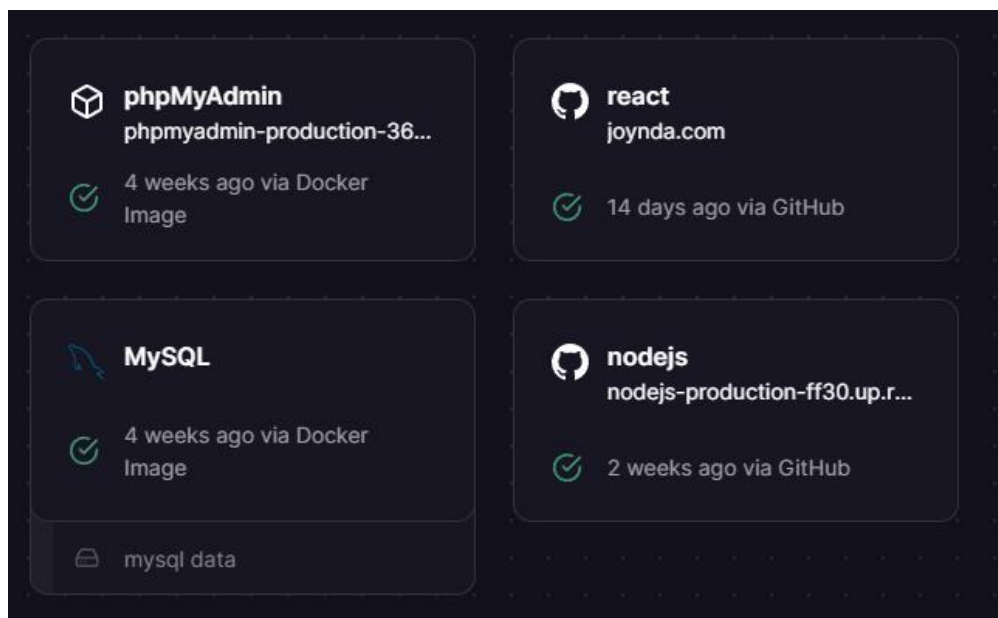 phpMyAdmin
phpmyadmin-production-36...
4 weeks ago via Docker
Image
react
joynda.com
14 days ago via GitHub
MySQL
4 weeks ago via Docker
Image
mysql data
nodejs
nodejs-production-ff30.up.r...
2 weeks ago via GitHub